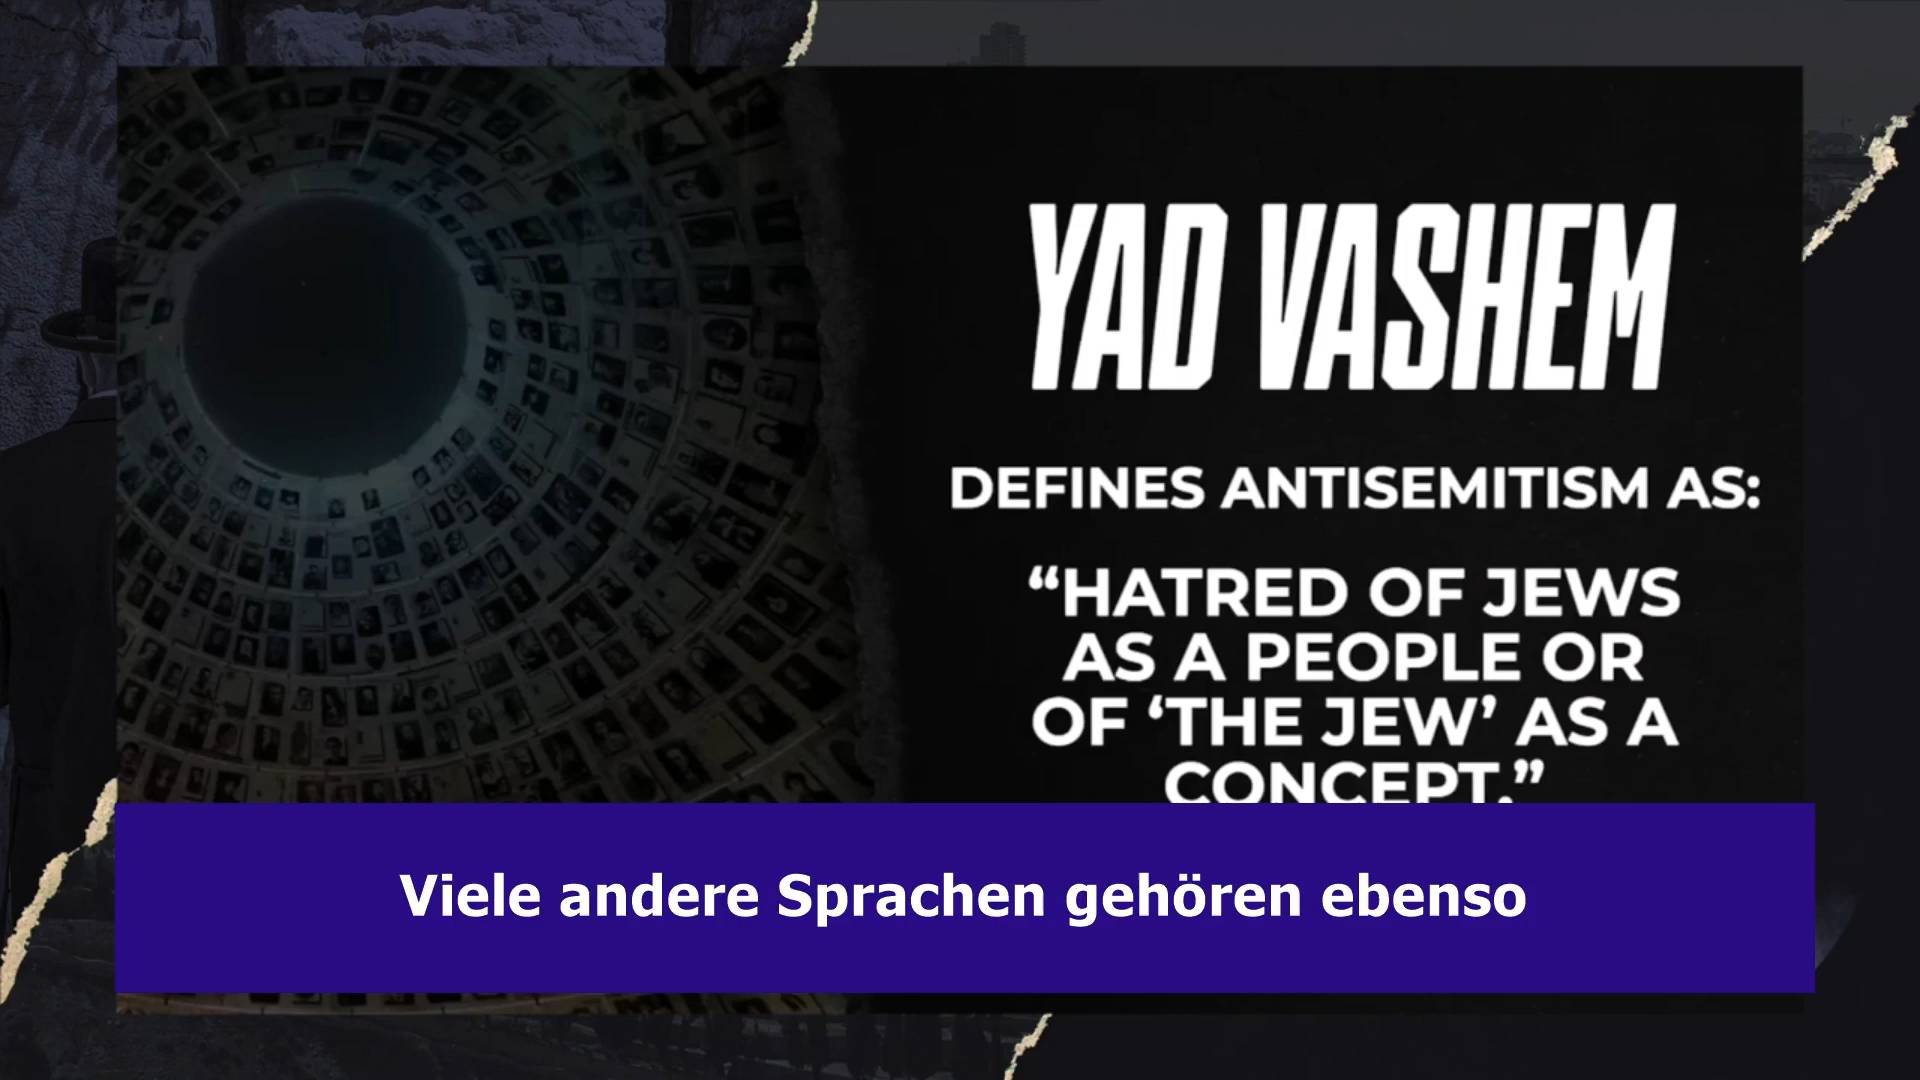 YAD VASHEM
DEFINES ANTISEMITISM AS:
“HATRED OF JEWS
AS A PEOPLE OR
OF ‘THE JEW’ AS A
CONCEPT.”
Viele andere Sprachen gehören ebenso